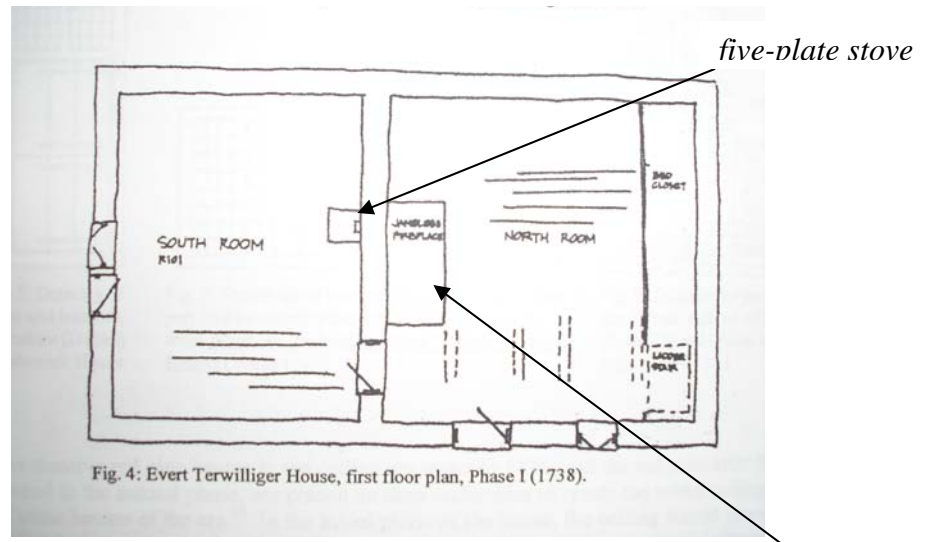 five-plate stove
BED
CLOSET
JAMBLESS
FIREPLACE
SOUTH ROOM
R101
NORTH ROOM
LADDER
STAIR
Fig. 4: Evert Terwilliger House, first floor plan, Phase I (1738).